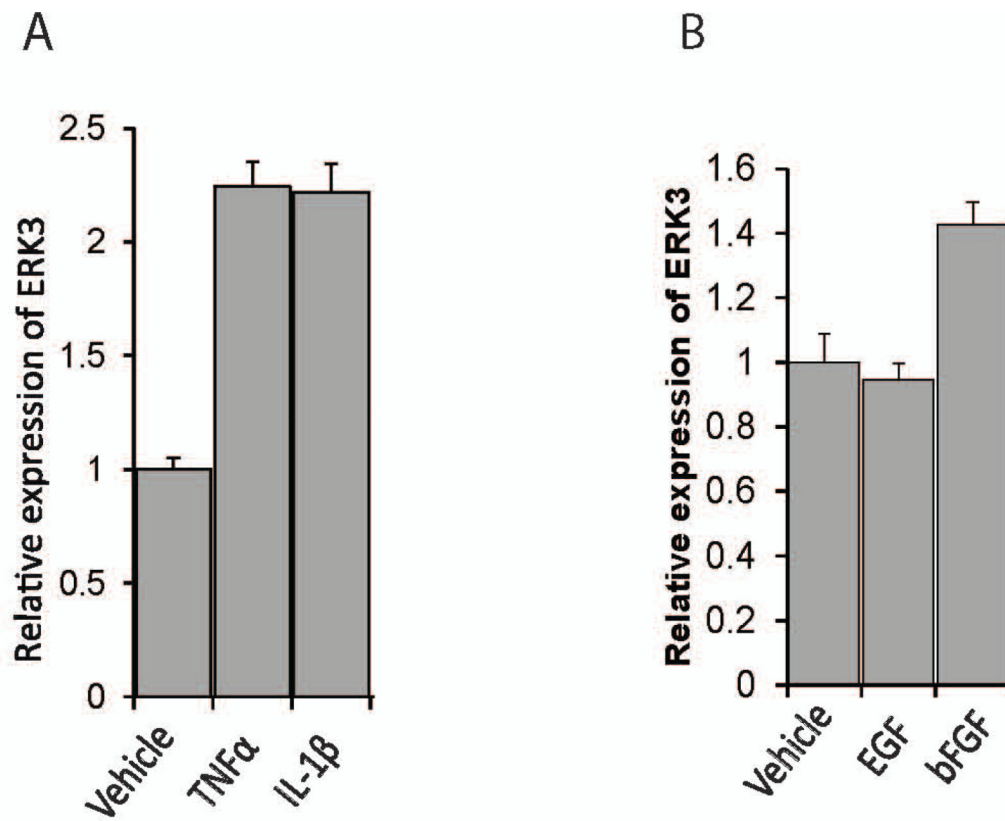 A
Relative expression of ERK3
2.5
2
1.5
1
0.5
0
Vehicle
TNFα
IL-1β
B
Relative expression of ERK3
1.6
1.4
1.2
1
0.8
0.6
0.4
0.2
0
Vehicle
EGF
bFGF